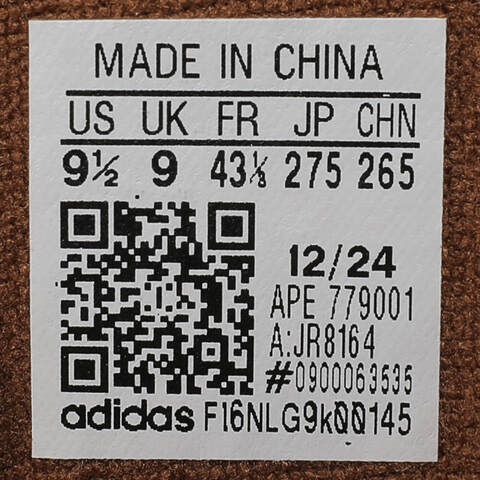 MADE IN CHINA
US UK FR JP CHN
9½ 9 43⅓ 275 265
12/24
APE 779001
A:JR8164
#0900063535
adidas F16NLG9k00145